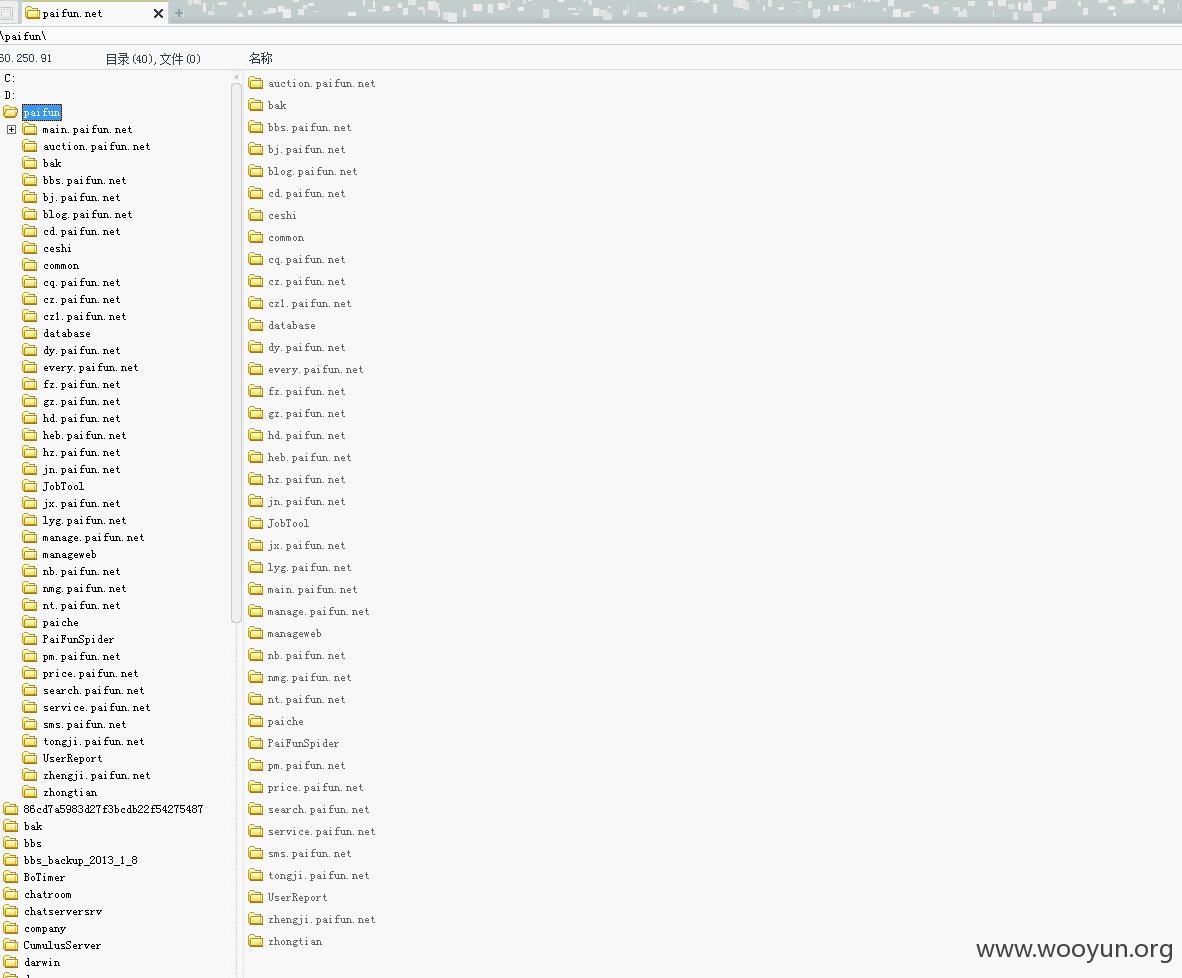 paifun.net
\paifun\
60.250.91
目录(40),文件(0)
名称
C:
D:
paifun
main.paifun.net
auction.paifun.net
bak
bbs.paifun.net
bj.paifun.net
blog.paifun.net
cd.paifun.net
ceshi
common
cq.paifun.net
cz.paifun.net
czl.paifun.net
database
dy.paifun.net
every.paifun.net
fz.paifun.net
gz.paifun.net
hd.paifun.net
heb.paifun.net
hz.paifun.net
jn.paifun.net
JobTool
jx.paifun.net
lyg.paifun.net
manage.paifun.net
manageweb
nb.paifun.net
nmg.paifun.net
nt.paifun.net
paiche
PaiFunSpider
pm.paifun.net
price.paifun.net
search.paifun.net
service.paifun.net
sms.paifun.net
tongji.paifun.net
UserReport
zhengji.paifun.net
zhongtian
86cd7a5983d27f3bcdb22f54275487
bak
bbs
bbs_backup_2013_1_8
BoTimer
chatroom
chatserversrv
company
CumulusServer
darwin
auction.paifun.net
bak
bbs.paifun.net
bj.paifun.net
blog.paifun.net
cd.paifun.net
ceshi
common
cq.paifun.net
cz.paifun.net
czl.paifun.net
database
dy.paifun.net
every.paifun.net
fz.paifun.net
gz.paifun.net
hd.paifun.net
heb.paifun.net
hz.paifun.net
jn.paifun.net
JobTool
jx.paifun.net
lyg.paifun.net
main.paifun.net
manage.paifun.net
manageweb
nb.paifun.net
nmg.paifun.net
nt.paifun.net
paiche
PaiFunSpider
pm.paifun.net
price.paifun.net
search.paifun.net
service.paifun.net
sms.paifun.net
tongji.paifun.net
UserReport
zhengji.paifun.net
zhongtian
www.wooyun.org